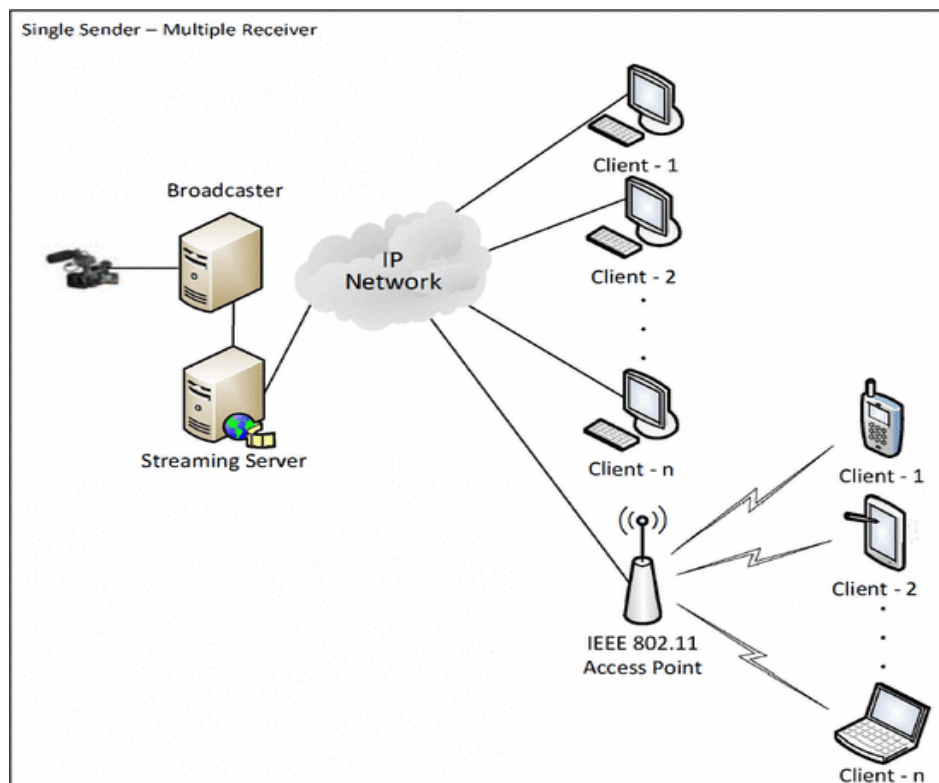 Single Sender – Multiple Receiver
Broadcaster
Streaming Server
IP
Network
Client - 1
Client - 2
Client - n
IEEE 802.11
Access Point
Client - 1
Client - 2
Client - n